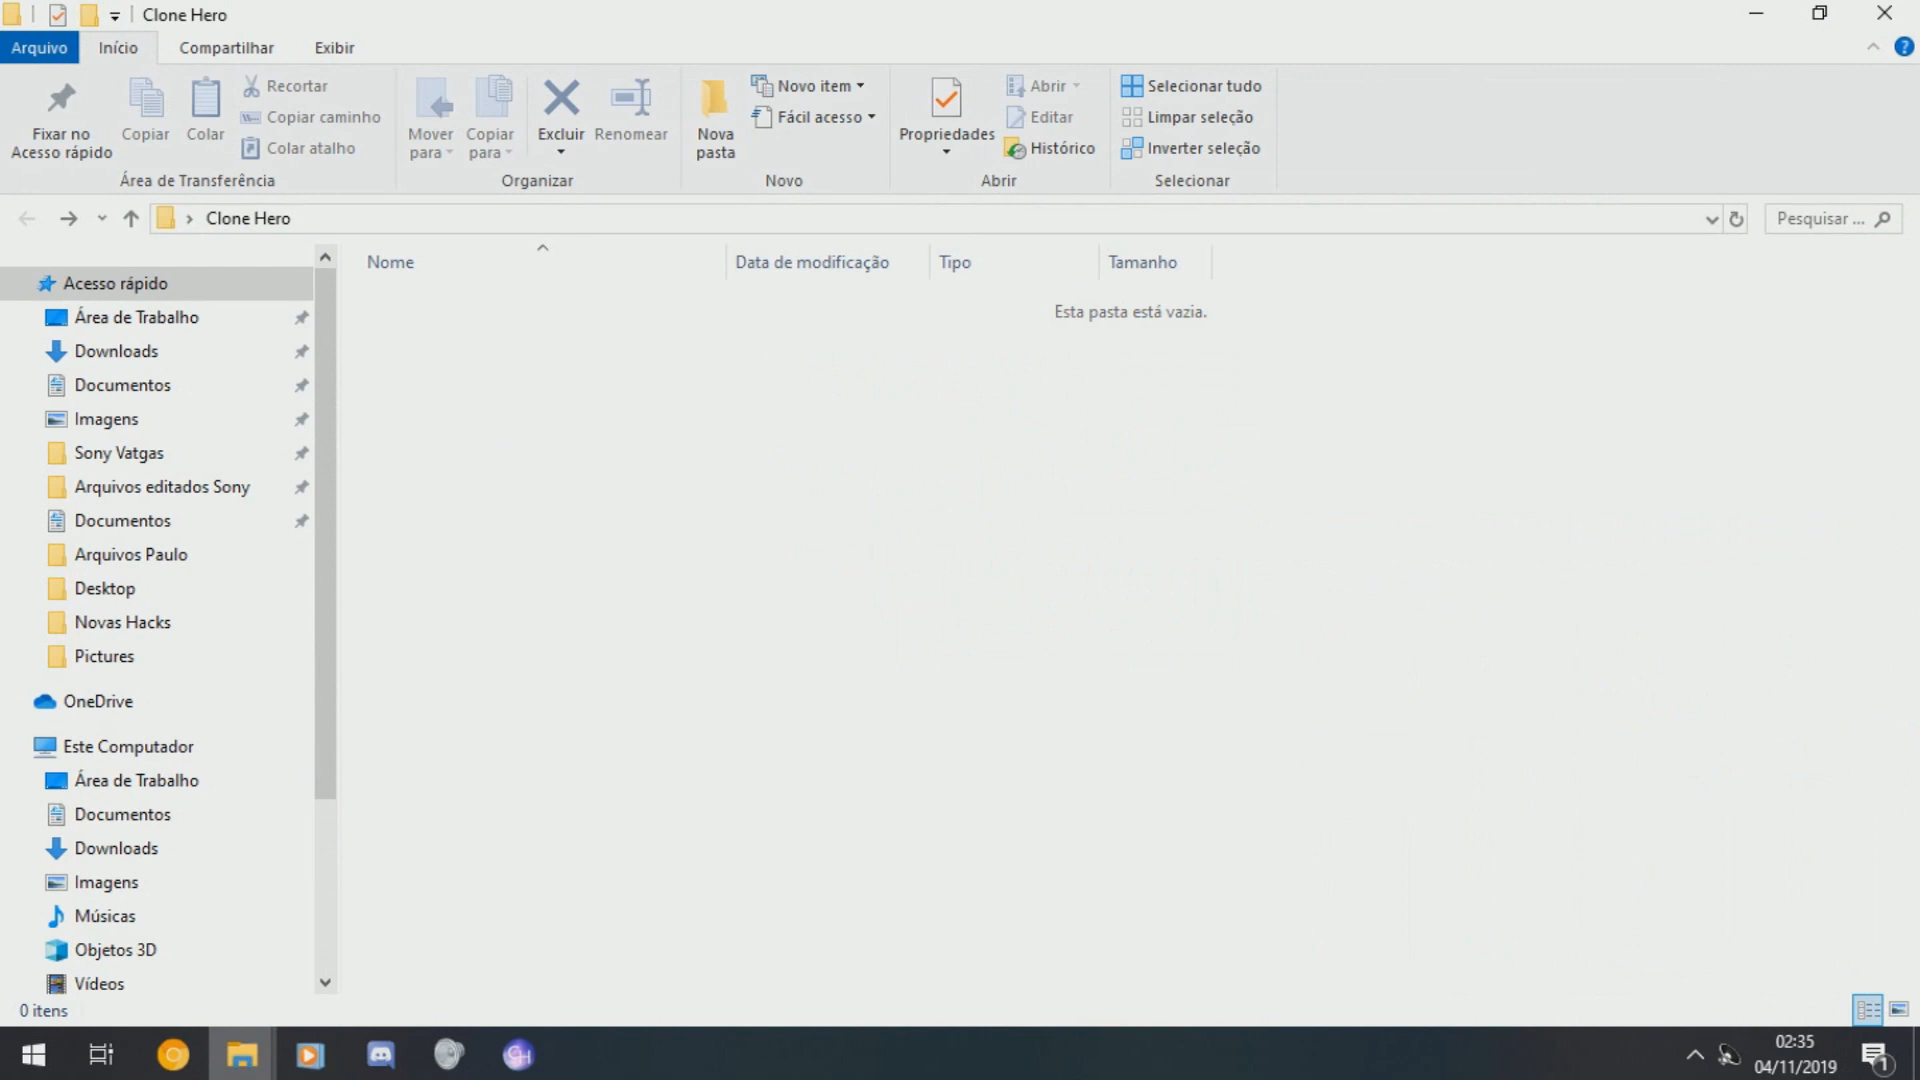 Clone Hero
Arquivo Início Compartilhar Exibir
Fixar no
Acesso rápido
Copiar
Colar
Recortar
Copiar caminho
Colar atalho
Área de Transferência
Mover
para
Copiar
para
Excluir
Renomear
Organizar
Nova
pasta
Novo item
Fácil acesso
Novo
Propriedades
Abrir
Editar
Histórico
Abrir
Selecionar tudo
Limpar seleção
Inverter seleção
Selecionar
Clone Hero
Pesquisar ...
Nome Data de modificação Tipo Tamanho
Esta pasta está vazia.
Acesso rápido
Área de Trabalho
Downloads
Documentos
Imagens
Sony Vatgas
Arquivos editados Sony
Documentos
Arquivos Paulo
Desktop
Novas Hacks
Pictures
OneDrive
Este Computador
Área de Trabalho
Documentos
Downloads
Imagens
Músicas
Objetos 3D
Vídeos
0 itens
CH
02:35
04/11/2019
1